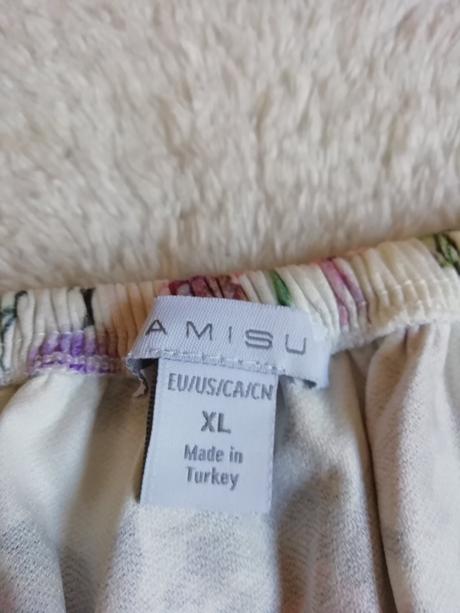 AMISU
EU/US/CA/CN
XL
Made in
Turkey